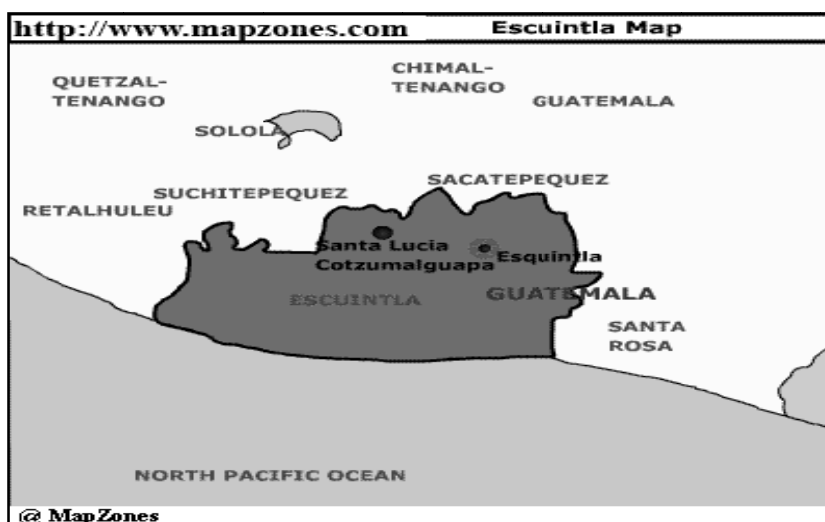 http://www.mapzones.com
Escuintla Map
CHIMAL-
TENANGO
QUETZAL-
TENANGO
GUATEMALA
SOLOLA
SACATEPEQUEZ
SUCHITEPEQUEZ
RETALHULEU
Santa Lucia
Cotzumalguapa
Esquintla
ESCUINTLA
GUATEMALA
SANTA
ROSA
NORTH PACIFIC OCEAN
@ MapZones